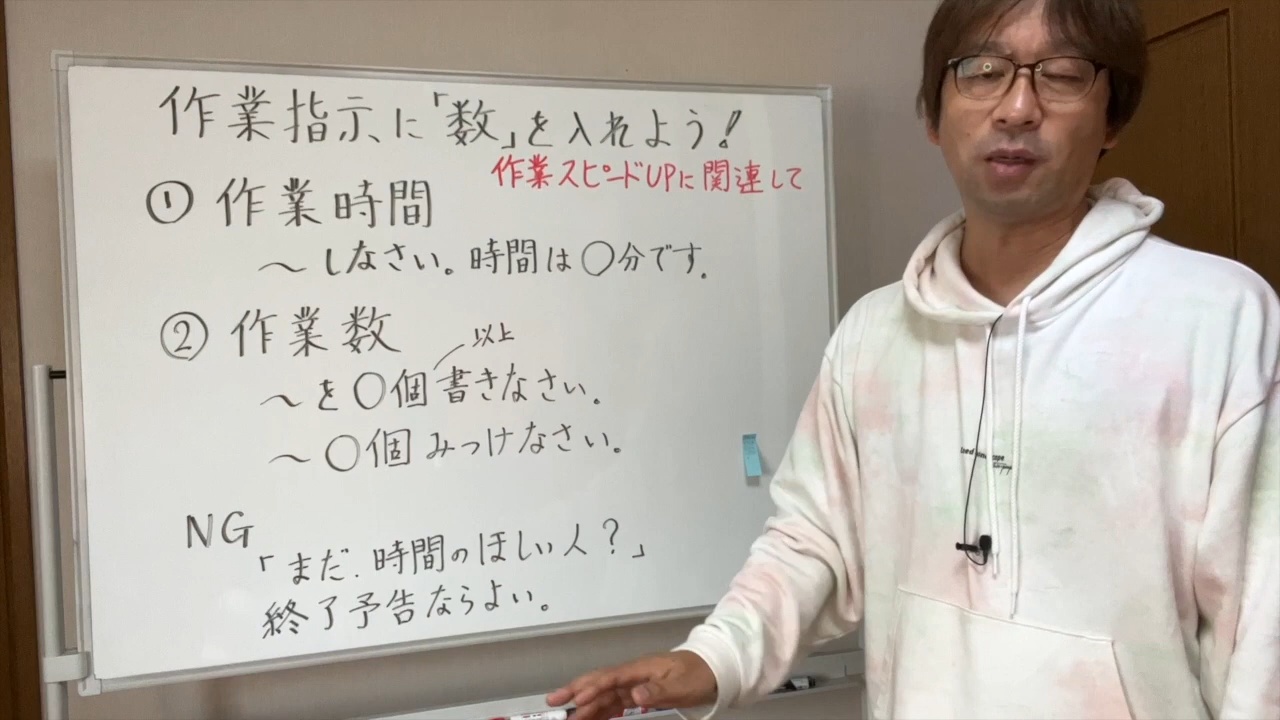 作業指示に「数」を入れよう!
作業スピードUPに関連して
① 作業時間
～しなさい。時間は○分です。
② 作業数
以上
～を○個書きなさい。
～○個みつけなさい。
NG
「まだ、時間のほしい人?」
終了予告ならよい。